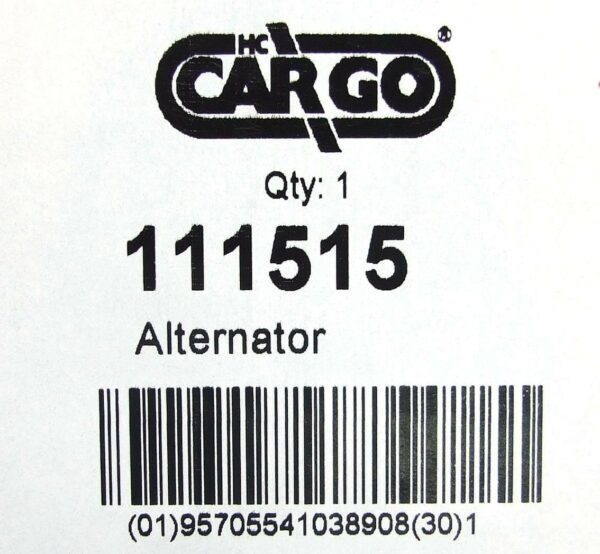 HC
CARGO®
Qty: 1
111515
Alternator
(01)95705541038908(30)1